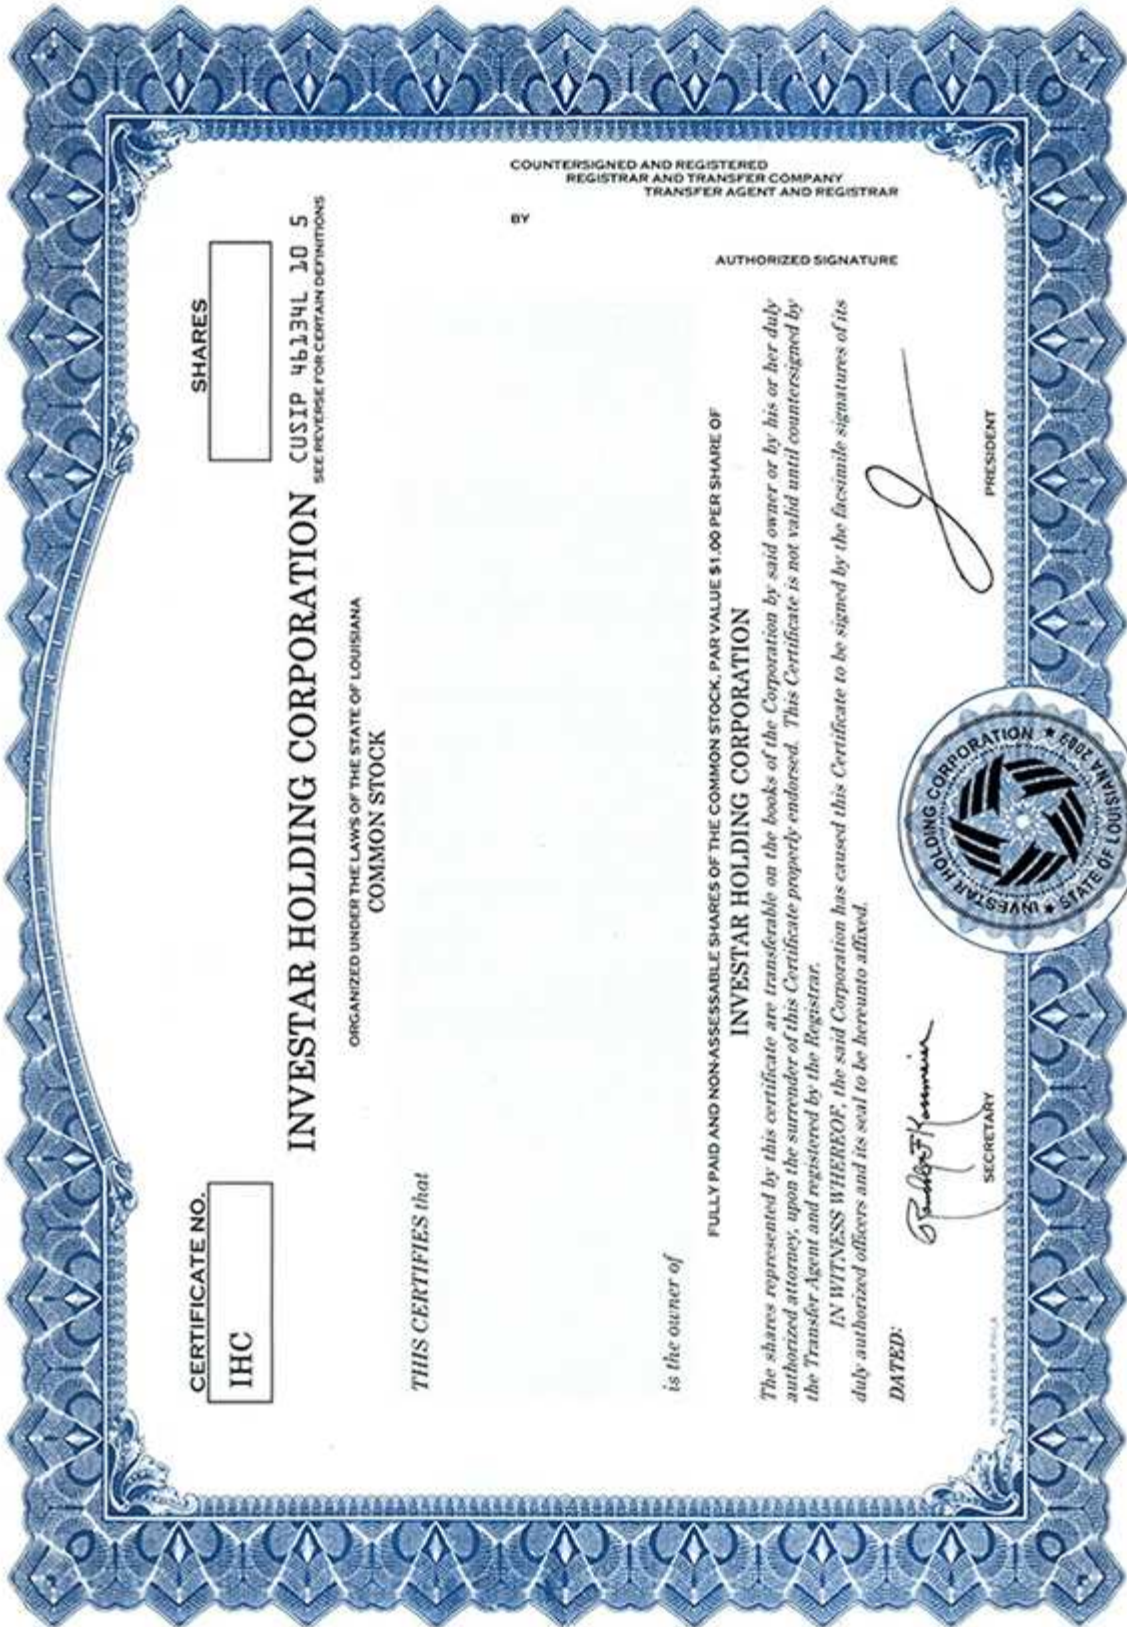 CERTIFICATE NO.
IHC
SHARES
INVESTAR HOLDING CORPORATION
CUSIP 46134L 10 5
SEE REVERSE FOR CERTAIN DEFINITIONS
ORGANIZED UNDER THE LAWS OF THE STATE OF LOUISIANA
COMMON STOCK
THIS CERTIFIES that
is the owner of
FULLY PAID AND NON-ASSESSABLE SHARES OF THE COMMON STOCK, PAR VALUE $1.00 PER SHARE OF
INVESTAR HOLDING CORPORATION
The shares represented by this certificate are transferable on the books of the Corporation by said owner or by his or her duly
authorized attorney, upon the surrender of this Certificate properly endorsed. This Certificate is not valid until countersigned by
the Transfer Agent and registered by the Registrar.
IN WITNESS WHEREOF, the said Corporation has caused this Certificate to be signed by the facsimile signatures of its
duly authorized officers and its seal to be hereunto affixed.
DATED:
SECRETARY
INVESTAR HOLDING CORPORATION
STATE OF LOUISIANA 2009
PRESIDENT
COUNTERSIGNED AND REGISTERED
REGISTRAR AND TRANSFER COMPANY
TRANSFER AGENT AND REGISTRAR
BY
AUTHORIZED SIGNATURE